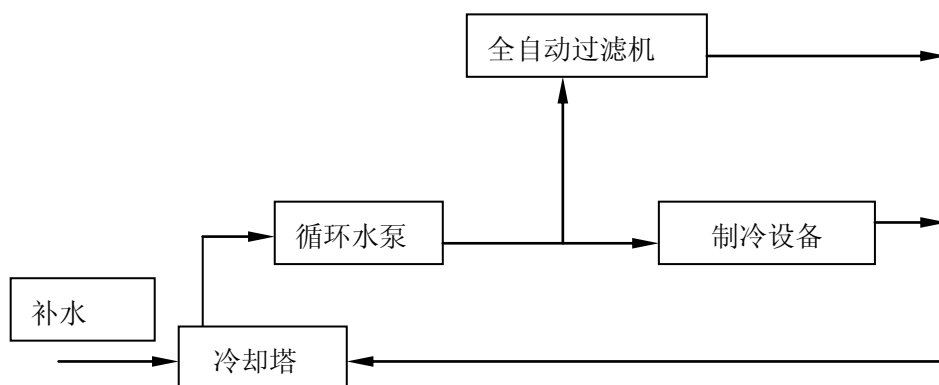 全自动过滤机
循环水泵
制冷设备
补水
冷却塔